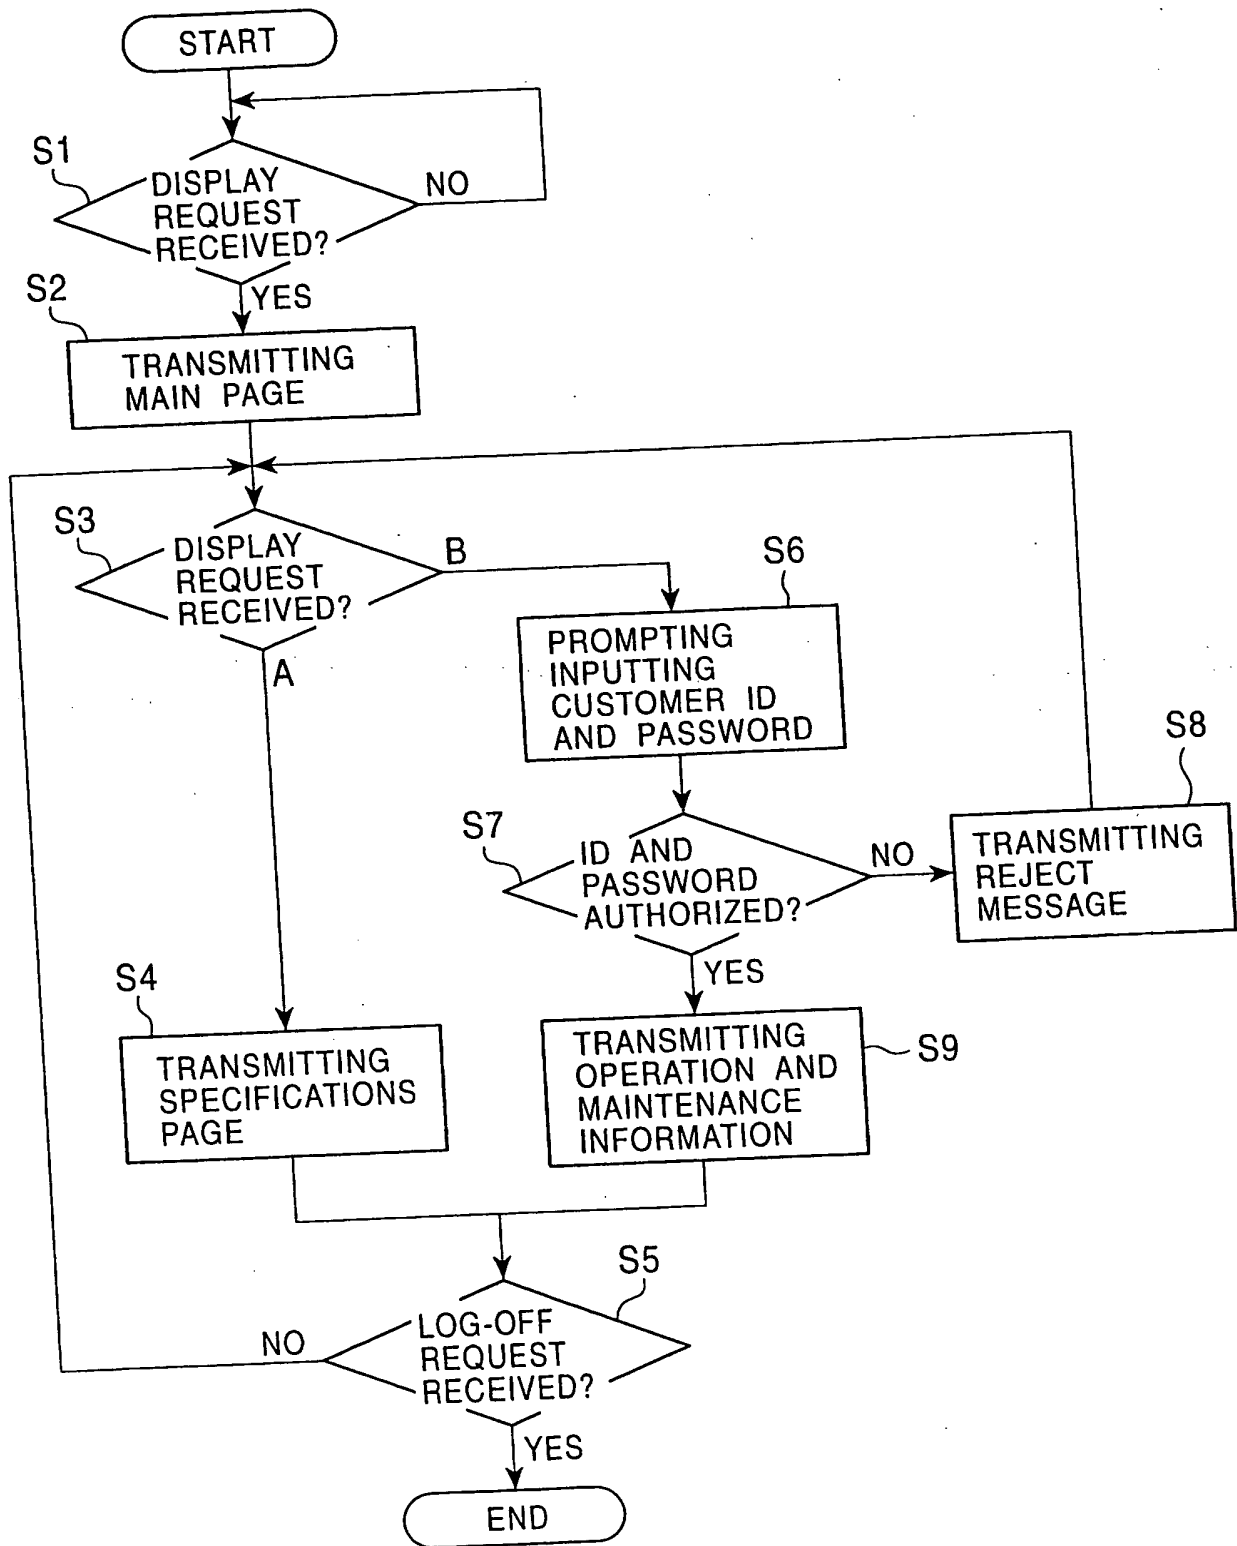 START
S1
DISPLAY
REQUEST
RECEIVED?
NO
YES
S2
TRANSMITTING
MAIN PAGE
S3
DISPLAY
REQUEST
RECEIVED?
B
A
S6
PROMPTING
INPUTTING
CUSTOMER ID
AND PASSWORD
S7
ID AND
PASSWORD
AUTHORIZED?
NO
YES
S8
TRANSMITTING
REJECT
MESSAGE
S4
TRANSMITTING
SPECIFICATIONS
PAGE
S9
TRANSMITTING
OPERATION AND
MAINTENANCE
INFORMATION
S5
LOG-OFF
REQUEST
RECEIVED?
NO
YES
END